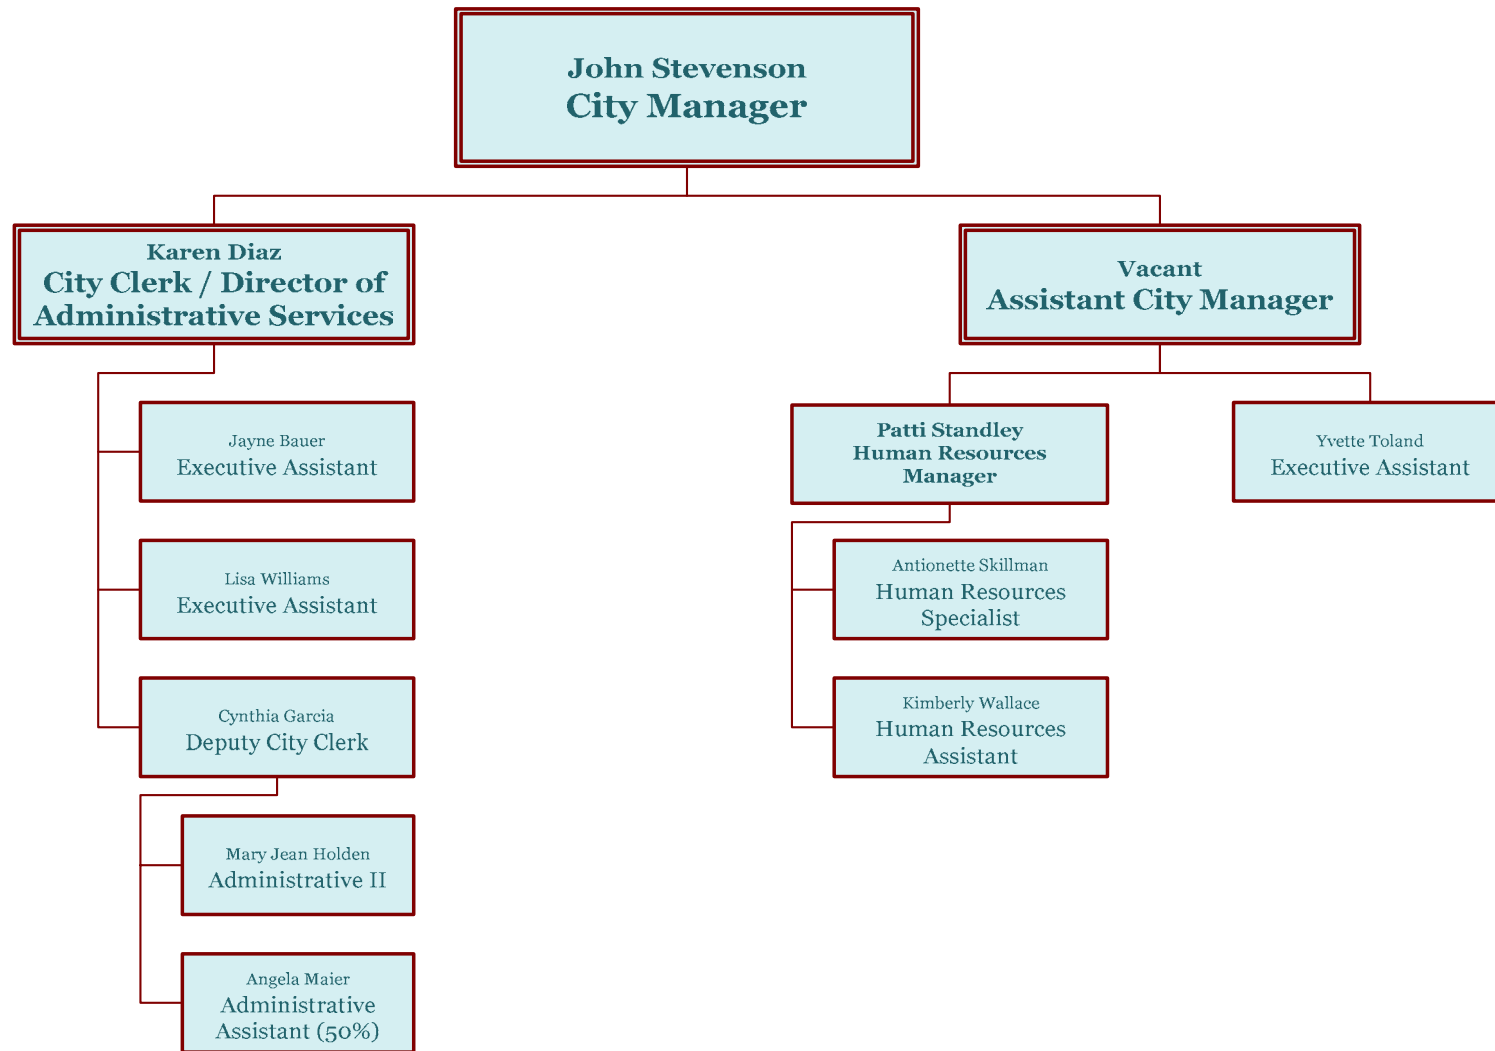 John Stevenson
City Manager
Karen Diaz
City Clerk / Director of
Administrative Services
Vacant
Assistant City Manager
Jayne Bauer
Executive Assistant
Lisa Williams
Executive Assistant
Cynthia Garcia
Deputy City Clerk
Mary Jean Holden
Administrative II
Angela Maier
Administrative
Assistant (50%)
Patti Standley
Human Resources
Manager
Antionette Skillman
Human Resources
Specialist
Kimberly Wallace
Human Resources
Assistant
Yvette Toland
Executive Assistant